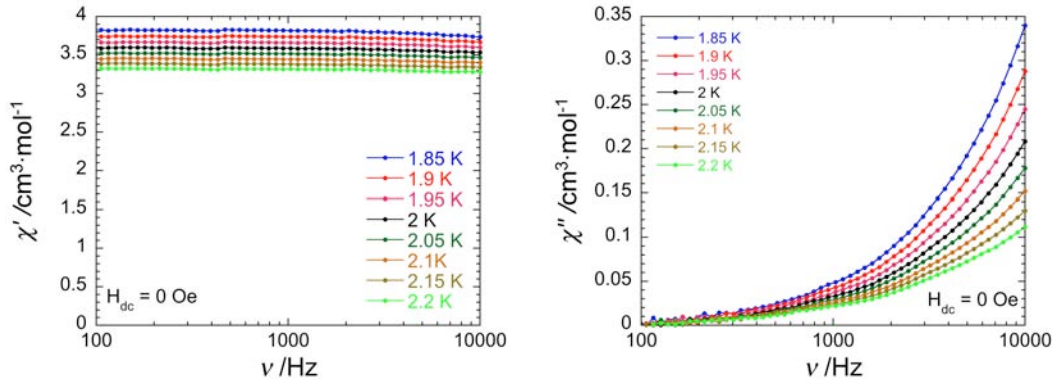 4
3.5
3
2.5
2
1.5
1
0.5
0
χ′ /cm³·mol⁻¹
1.85 K
1.9 K
1.95 K
2 K
2.05 K
2.1K
2.15 K
2.2 K
H_dc = 0 Oe
100
1000
10000
ν /Hz
0.35
0.3
0.25
0.2
0.15
0.1
0.05
0
χ″ /cm³·mol⁻¹
1.85 K
1.9 K
1.95 K
2 K
2.05 K
2.1 K
2.15 K
2.2 K
H_dc = 0 Oe
100
1000
10000
ν /Hz